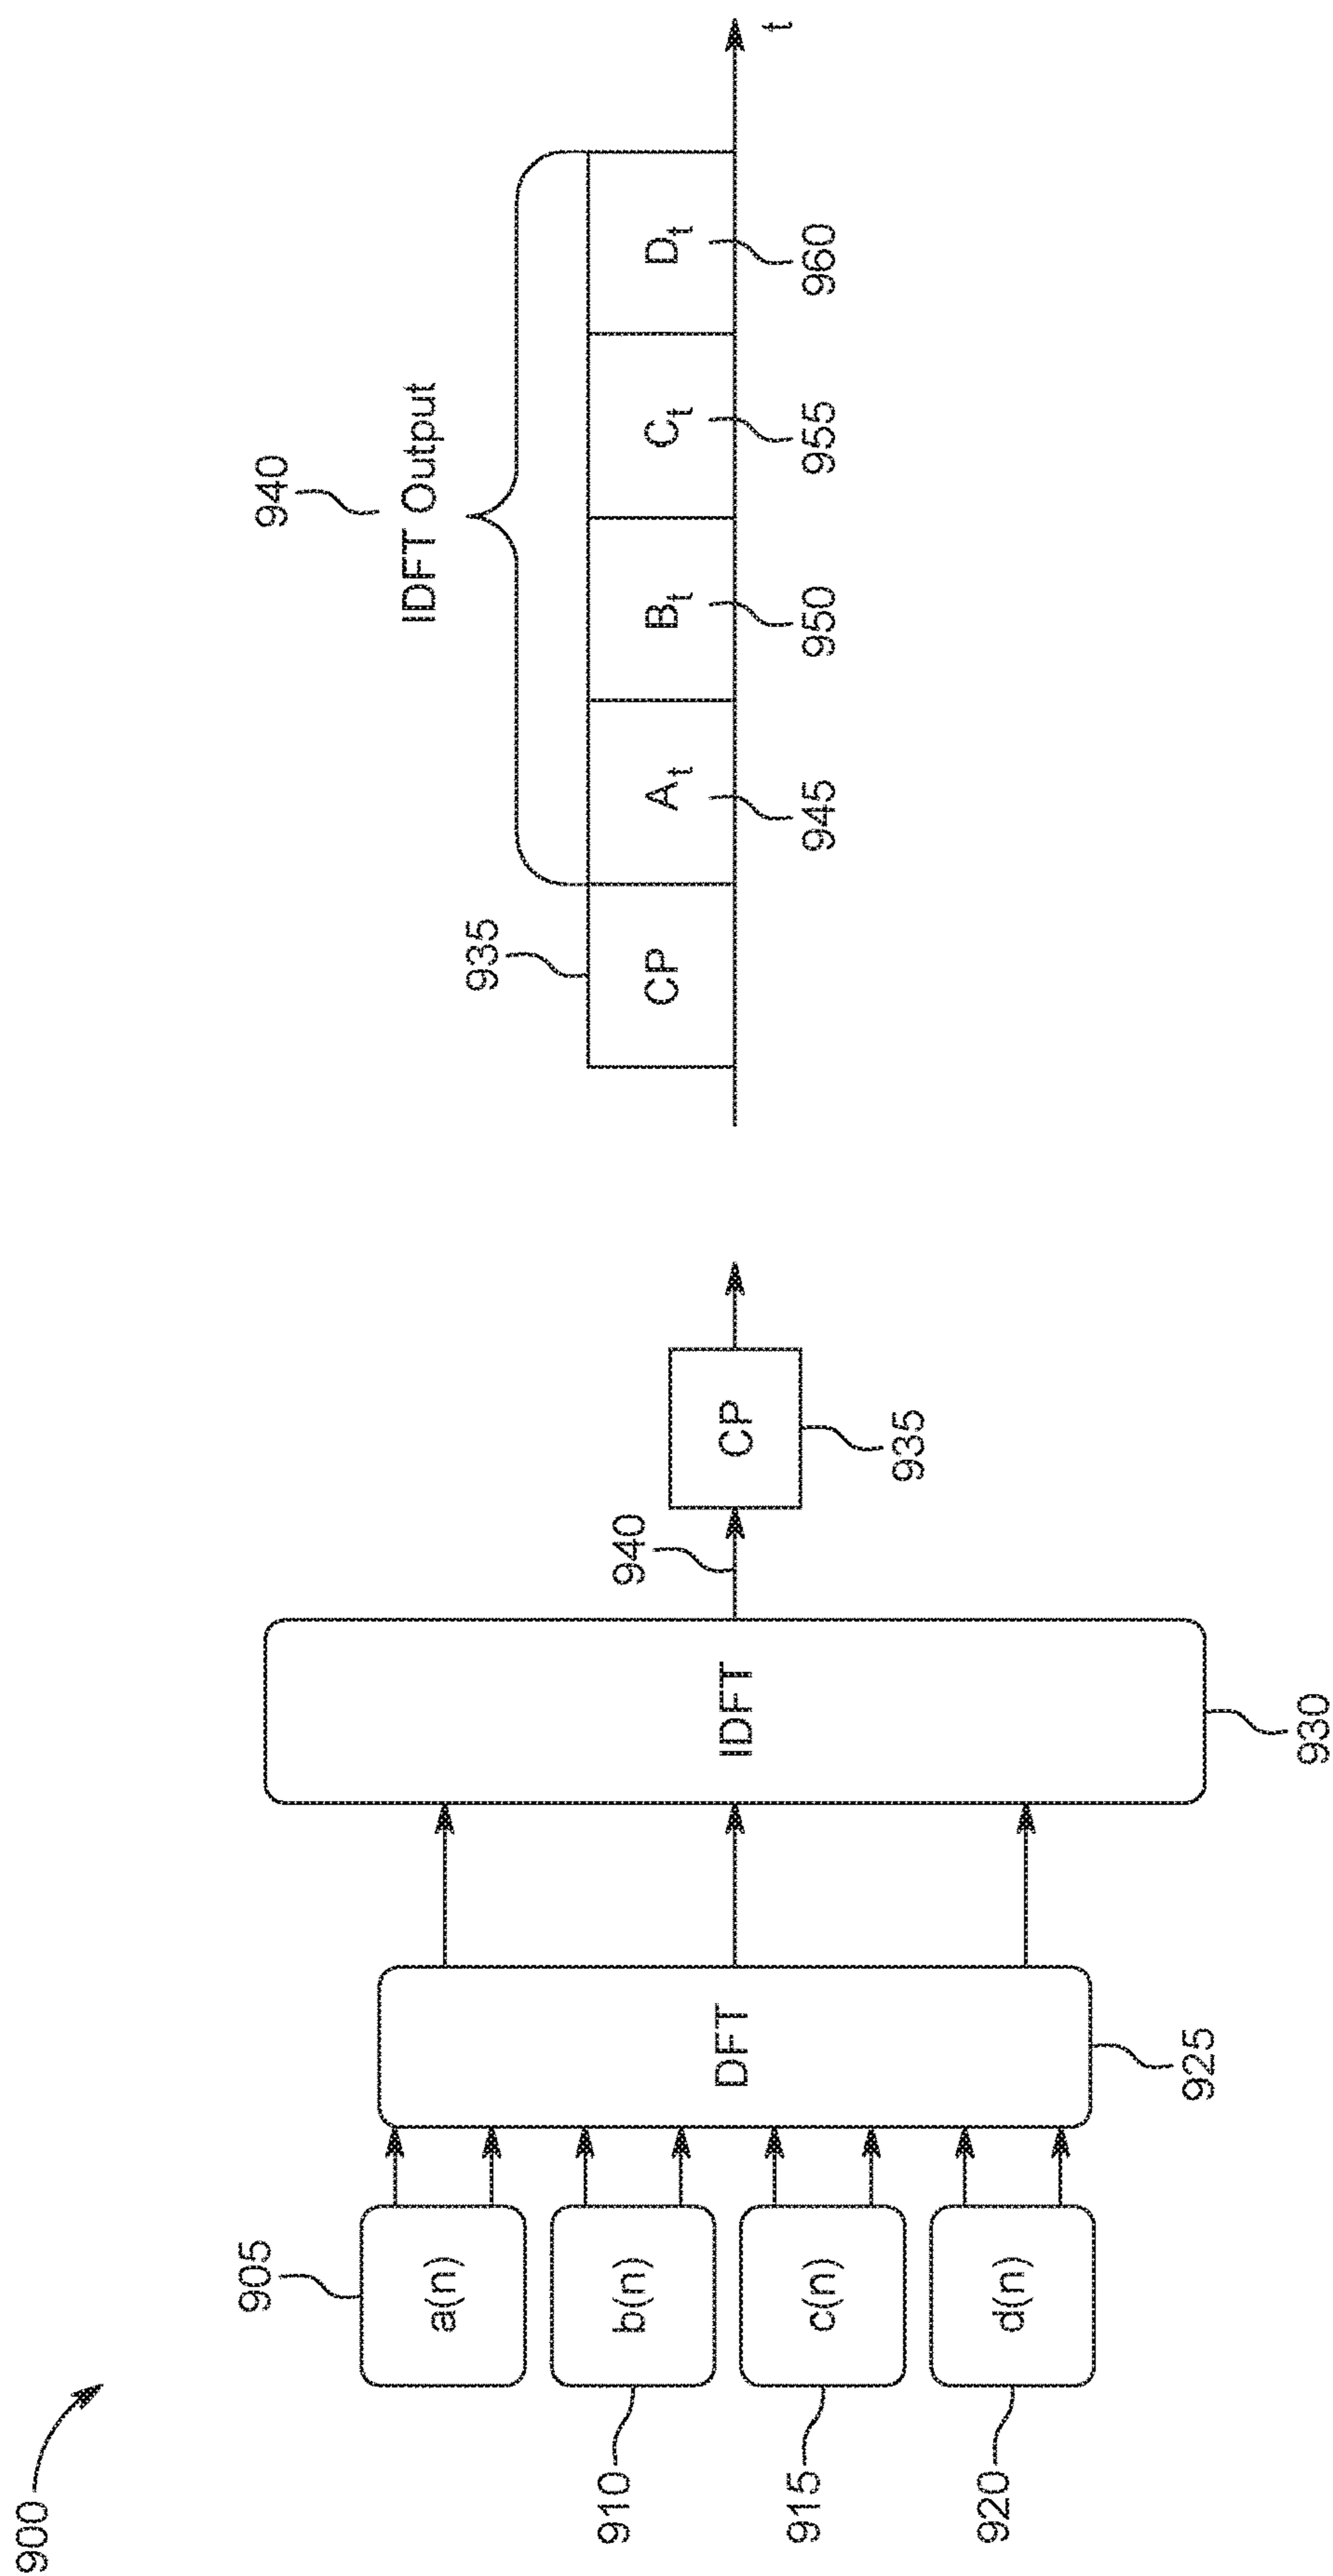 900
905
a(n)
910
b(n)
915
c(n)
920
d(n)
DFT
925
IDFT
930
940
CP
935
940
IDFT Output
935
CP
At
Bt
Ct
Dt
945
950
955
960
t